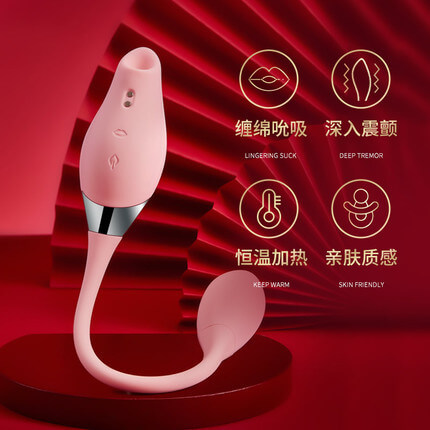 缠绵吮吸
LINGERING SUCK
深入震颤
DEEP TREMOR
恒温加热
KEEP WARM
亲肤质感
SKIN FRIENDLY